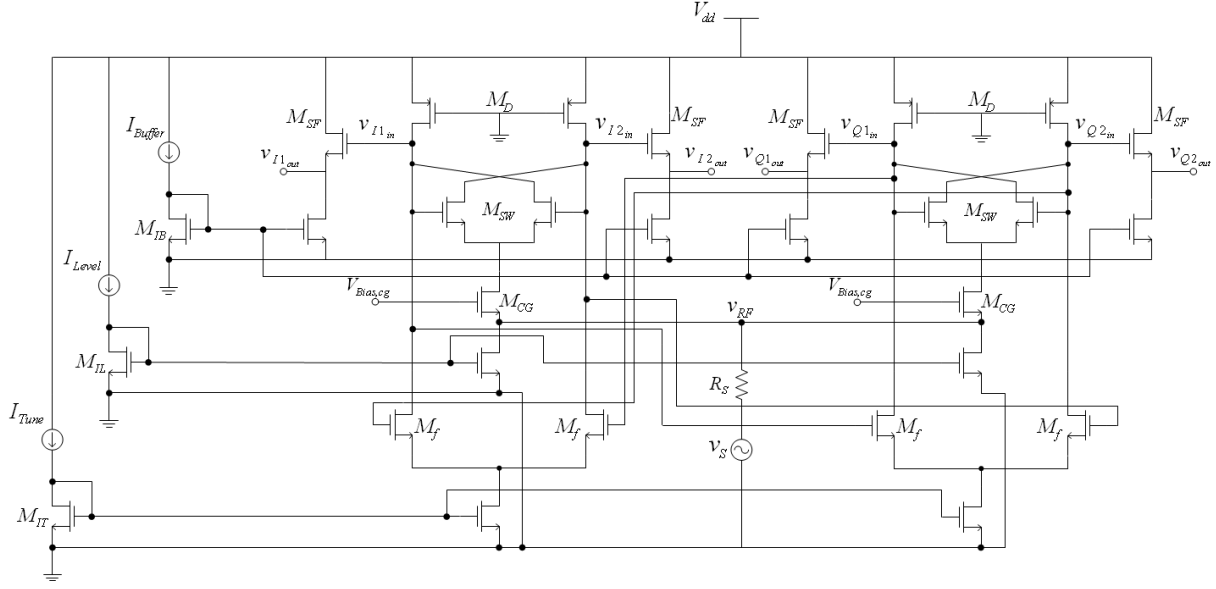 V_dd
M_D
M_D
M_SF
v_I1_in
v_I2_in
M_SF
M_SF
v_Q1_in
v_Q2_in
M_SF
I_Buffer
v_I1_out
v_I2_out
v_Q1_out
v_Q2_out
M_IB
M_SW
M_SW
I_Level
V_Bias,cg
M_CG
v_RF
V_Bias,cg
M_CG
M_IL
R_S
I_Tune
M_f
M_f
v_S
M_f
M_f
M_IT